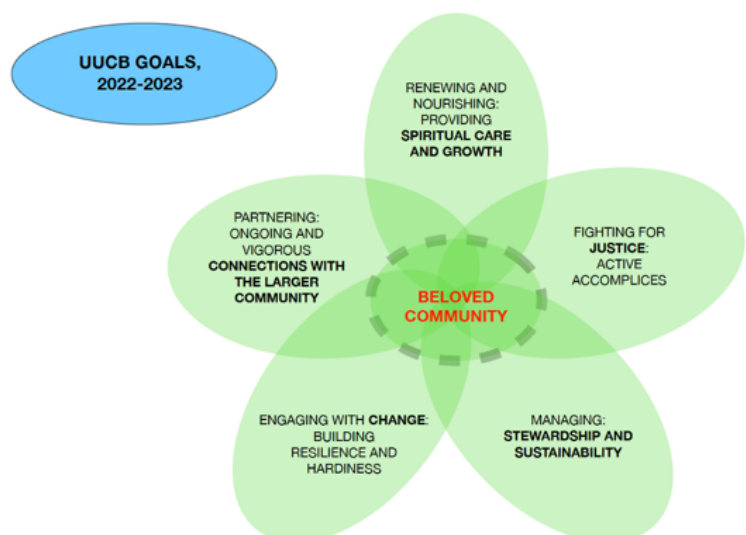 UUCB GOALS,
2022-2023
RENEWING AND
NOURISHING:
PROVIDING
SPIRITUAL CARE
AND GROWTH
PARTNERING:
ONGOING AND
VIGOROUS
CONNECTIONS WITH
THE LARGER
COMMUNITY
FIGHTING FOR
JUSTICE:
ACTIVE
ACCOMPLICES
BELOVED
COMMUNITY
ENGAGING WITH CHANGE:
BUILDING
RESILIENCE AND
HARDINESS
MANAGING:
STEWARDSHIP AND
SUSTAINABILITY